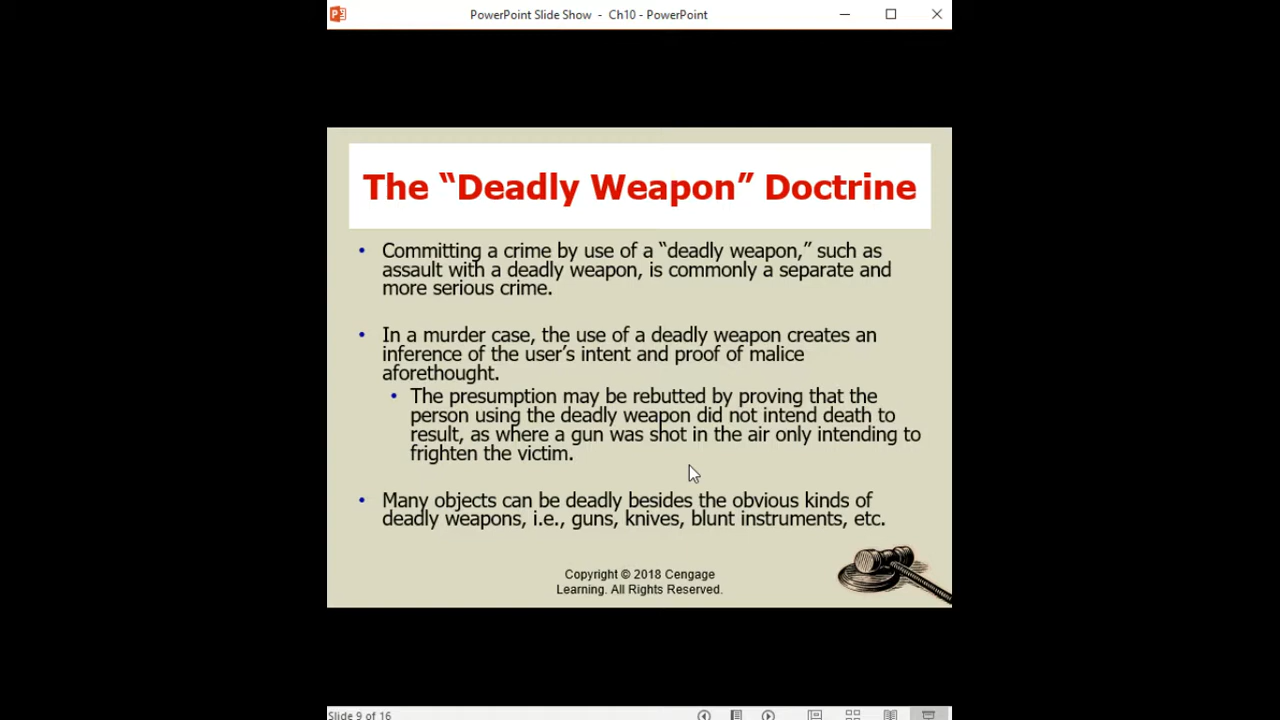 PowerPoint Slide Show - Ch10 - PowerPoint
The “Deadly Weapon” Doctrine
• Committing a crime by use of a “deadly weapon,” such as
assault with a deadly weapon, is commonly a separate and
more serious crime.
• In a murder case, the use of a deadly weapon creates an
inference of the user’s intent and proof of malice
aforethought.
• The presumption may be rebutted by proving that the
person using the deadly weapon did not intend death to
result, as where a gun was shot in the air only intending to
frighten the victim.
• Many objects can be deadly besides the obvious kinds of
deadly weapons, i.e., guns, knives, blunt instruments, etc.
Copyright © 2018 Cengage
Learning. All Rights Reserved.
Slide 9 of 16